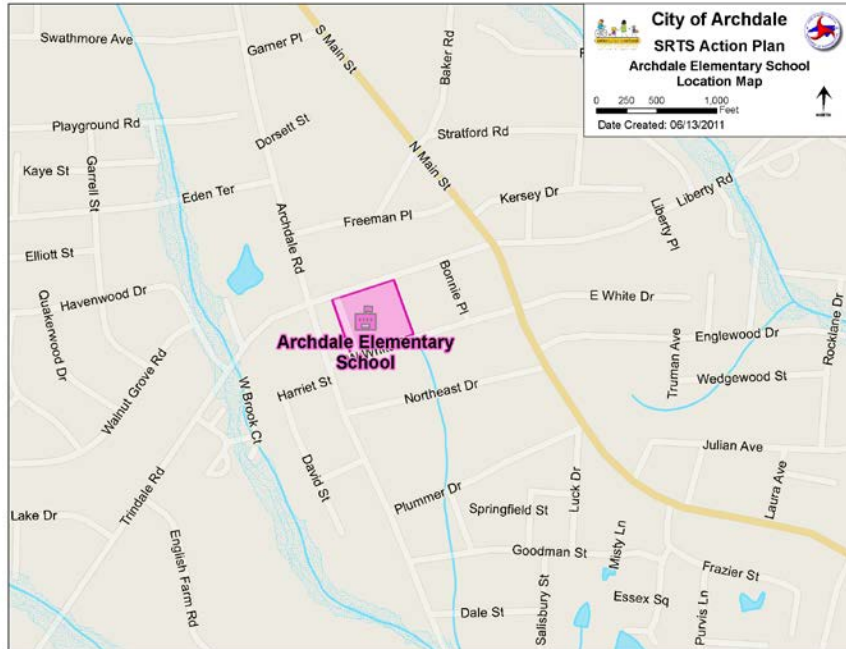 City of Archdale
SRTS Action Plan
Archdale Elementary School
Location Map
0 250 500 1,000
Feet
Date Created: 06/13/2011
NORTH
Swathmore Ave
Garner Pl
S Main St
Baker Rd
Playground Rd
Dorsett St
Stratford Rd
N Main St
Kaye St
Garrell St
Eden Ter
Archdale Rd
Freeman Pl
Kersey Dr
Liberty Rd
Liberty Pl
Elliott St
Bonnie Pl
Havenwood Dr
Quakerwood Dr
E White Dr
Archdale Elementary
School
Englewood Dr
Rocklane Dr
Truman Ave
Walnut Grove Rd
W Brook Ct
Harriet St
Northeast Dr
Wedgewood St
Julian Ave
Trindale Rd
David St
Plummer Dr
Luck Dr
Laura Ave
Springfield St
Misty Ln
Lake Dr
English Farm Rd
Goodman St
Frazier St
Salisbury St
Essex Sq
Dale St
Purvis Ln